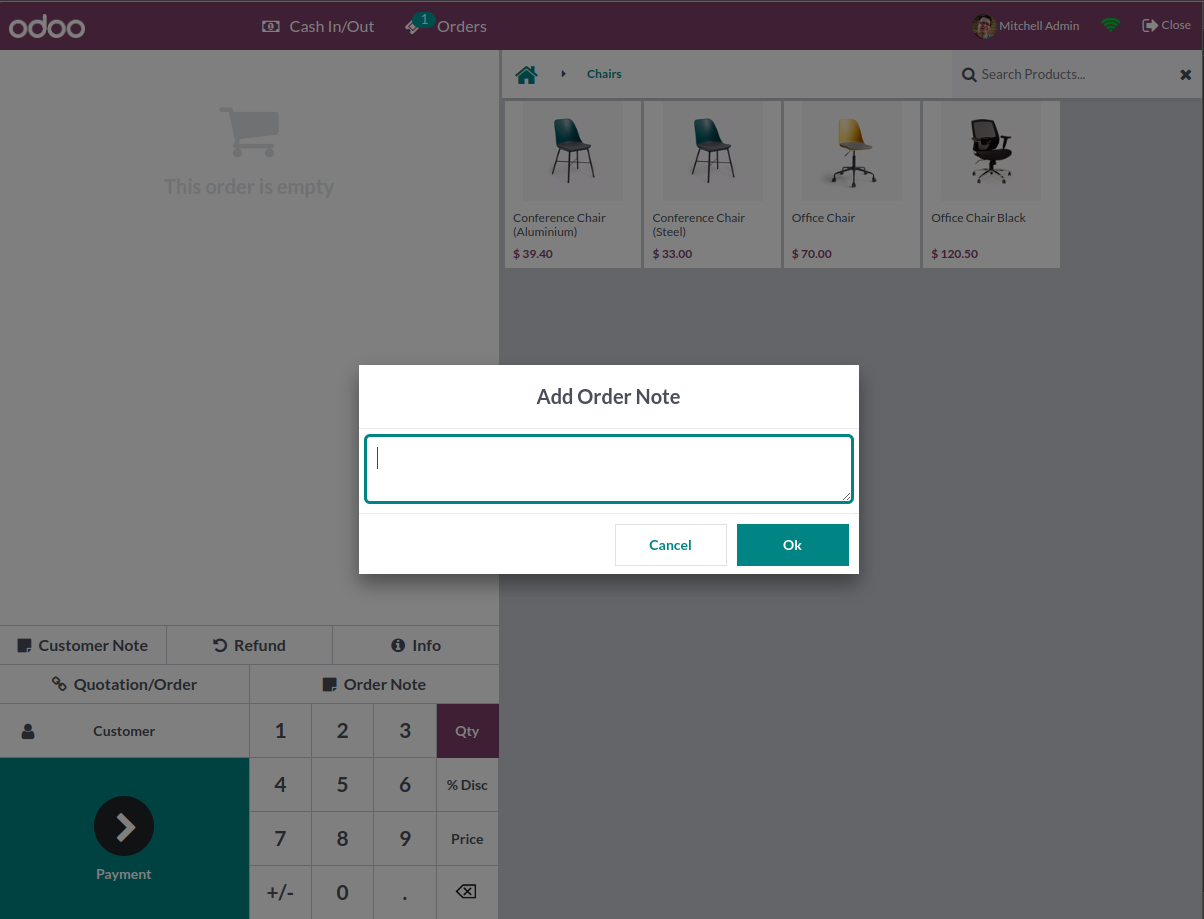 odoo
Cash In/Out
1
Orders
Mitchell Admin
Close
This order is empty
Chairs
Search Products...
Conference Chair
(Aluminium)
$ 39.40
Conference Chair
(Steel)
$ 33.00
Office Chair
$ 70.00
Office Chair Black
$ 120.50
Add Order Note
Cancel
Ok
Customer Note
Refund
Info
Quotation/Order
Order Note
Customer
1
2
3
Qty
4
5
6
% Disc
7
8
9
Price
Payment
+/-
0
.